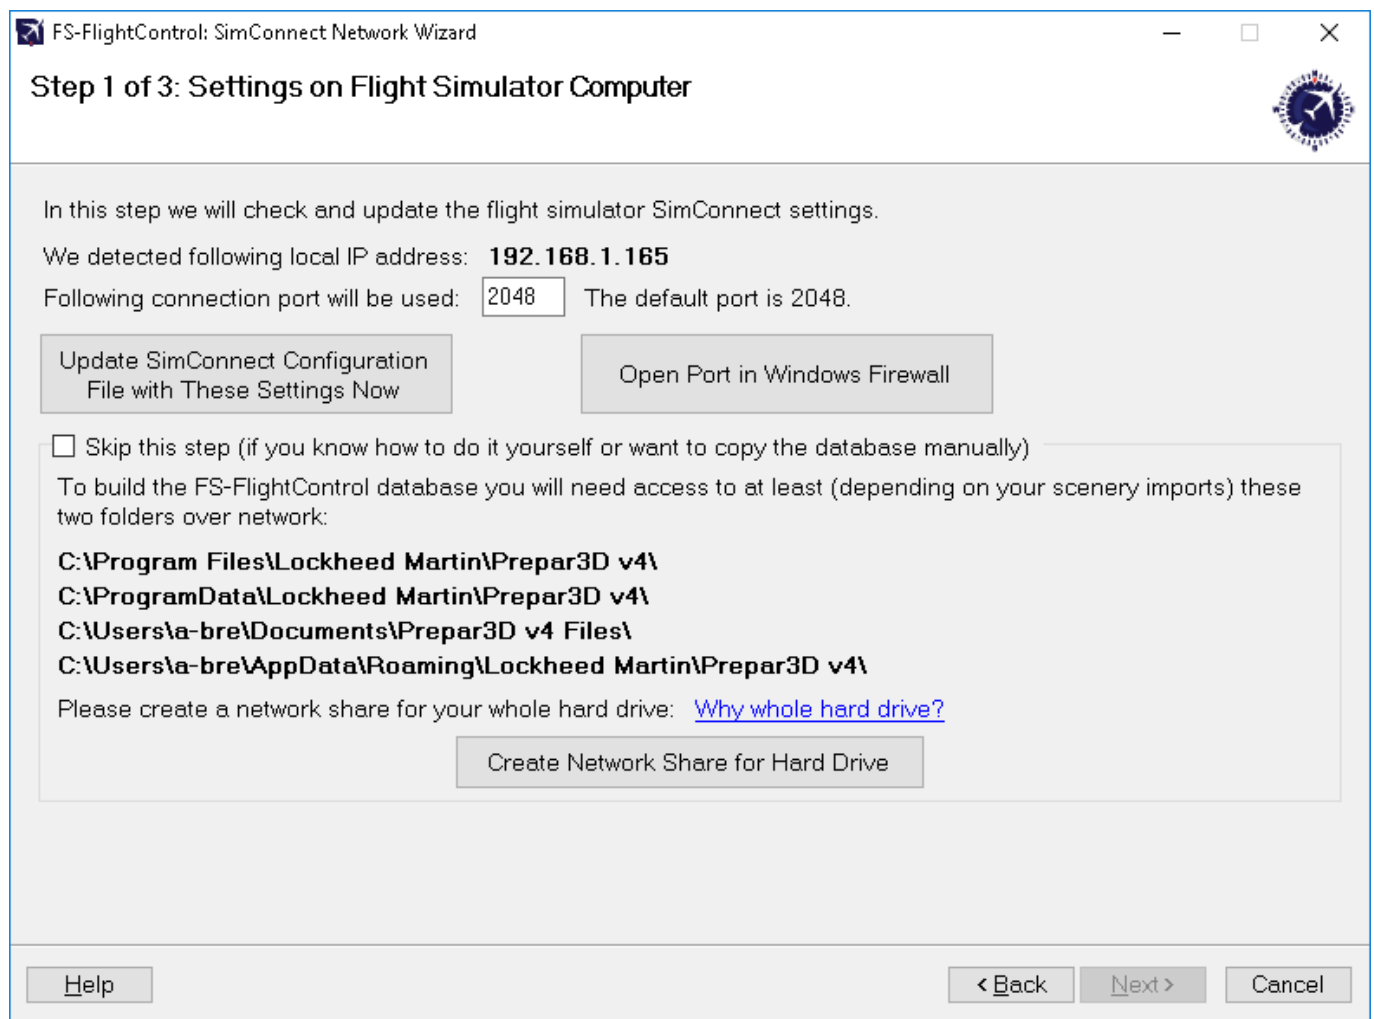 FS-FlightControl: SimConnect Network Wizard
Step 1 of 3: Settings on Flight Simulator Computer
In this step we will check and update the flight simulator SimConnect settings.
We detected following local IP address: 192.168.1.165
Following connection port will be used: 2048 The default port is 2048.
Update SimConnect Configuration
File with These Settings Now
Open Port in Windows Firewall
Skip this step (if you know how to do it yourself or want to copy the database manually)
To build the FS-FlightControl database you will need access to at least (depending on your scenery imports) these
two folders over network:
C:\Program Files\Lockheed Martin\Prepar3D v4\
C:\ProgramData\Lockheed Martin\Prepar3D v4\
C:\Users\a-bre\Documents\Prepar3D v4 Files\
C:\Users\a-bre\AppData\Roaming\Lockheed Martin\Prepar3D v4\
Please create a network share for your whole hard drive: Why whole hard drive?
Create Network Share for Hard Drive
Help
< Back
Next >
Cancel